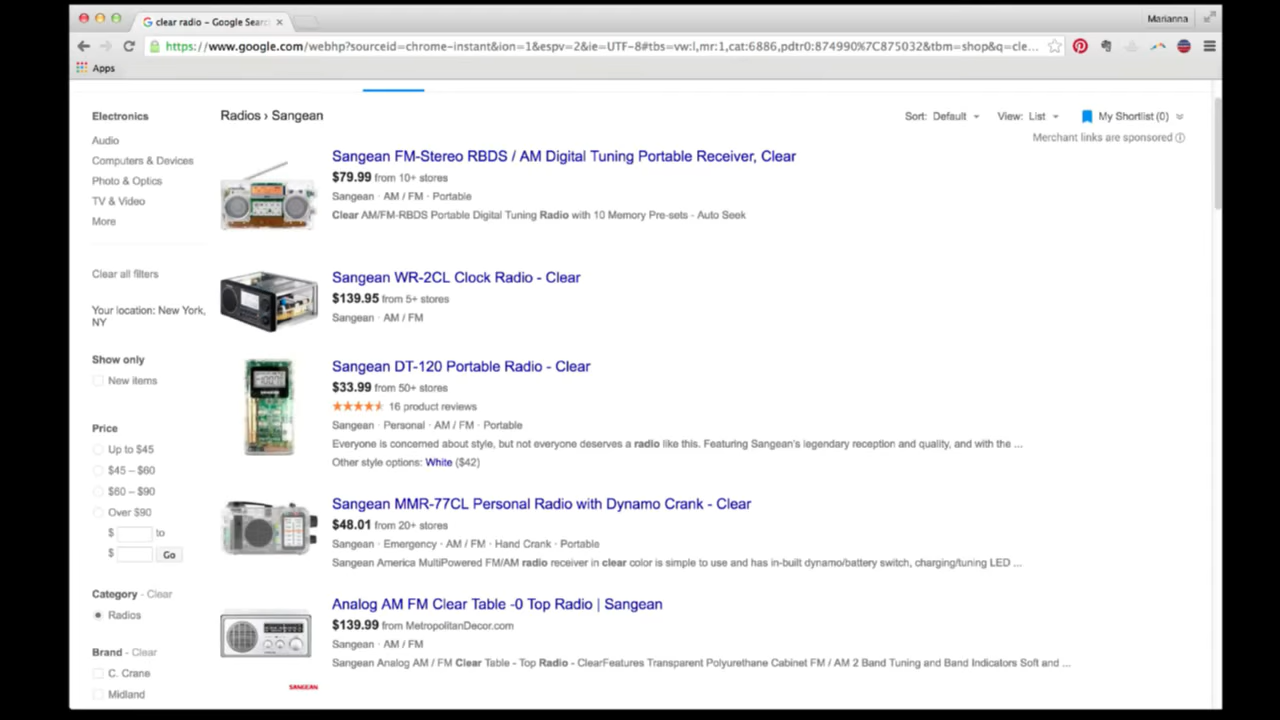 clear radio - Google Searc
Marianna
https://www.google.com/webhp?sourceid=chrome-instant&ion=1&espv=2&ie=UTF-8#tbs=vw:l,mr:1,cat:6886,pdtr0:874990%7C875032&tbm=shop&q=cle...
Apps
Electronics
Audio
Computers & Devices
Photo & Optics
TV & Video
More
Clear all filters
Your location: New York,
NY
Show only
New items
Price
Up to $45
$45 – $60
$60 – $90
Over $90
$ to
$ Go
Category - Clear
Radios
Brand - Clear
C. Crane
Midland
Radios › Sangean
Sort: Default View: List My Shortlist (0)
Merchant links are sponsored
Sangean FM-Stereo RBDS / AM Digital Tuning Portable Receiver, Clear
$79.99 from 10+ stores
Sangean · AM / FM · Portable
Clear AM/FM-RBDS Portable Digital Tuning Radio with 10 Memory Pre-sets - Auto Seek
Sangean WR-2CL Clock Radio - Clear
$139.95 from 5+ stores
Sangean · AM / FM
Sangean DT-120 Portable Radio - Clear
$33.99 from 50+ stores
16 product reviews
Sangean · Personal · AM / FM · Portable
Everyone is concerned about style, but not everyone deserves a radio like this. Featuring Sangean's legendary reception and quality, and with the ...
Other style options: White ($42)
Sangean MMR-77CL Personal Radio with Dynamo Crank - Clear
$48.01 from 20+ stores
Sangean · Emergency · AM / FM · Hand Crank · Portable
Sangean America MultiPowered FM/AM radio receiver in clear color is simple to use and has in-built dynamo/battery switch, charging/tuning LED ...
Analog AM FM Clear Table -0 Top Radio | Sangean
$139.99 from MetropolitanDecor.com
Sangean · AM / FM
Sangean Analog AM / FM Clear Table - Top Radio - ClearFeatures Transparent Polyurethane Cabinet FM / AM 2 Band Tuning and Band Indicators Soft and ...
SANGEAN